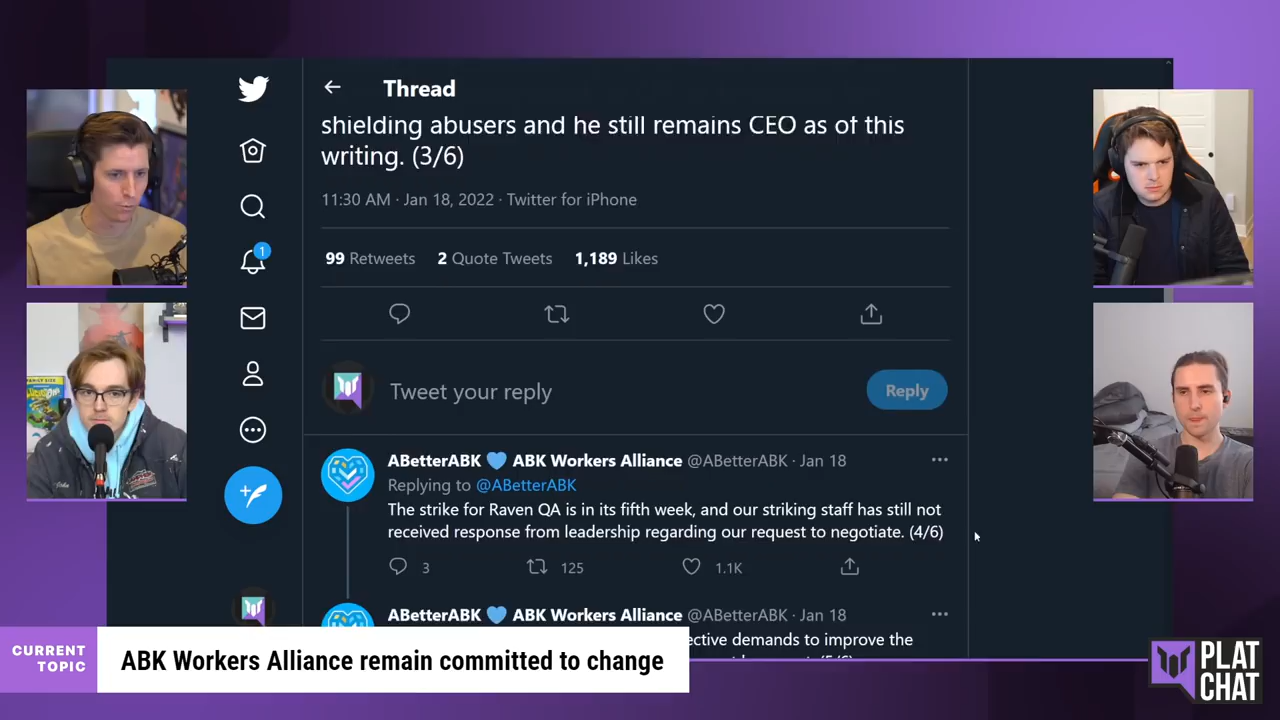 Thread
shielding abusers and he still remains CEO as of this
writing. (3/6)
11:30 AM · Jan 18, 2022 · Twitter for iPhone
99 Retweets 2 Quote Tweets 1,189 Likes
1
Tweet your reply
Reply
ABetterABK 💙 ABK Workers Alliance @ABetterABK · Jan 18
Replying to @ABetterABK
The strike for Raven QA is in its fifth week, and our striking staff has still not
received response from leadership regarding our request to negotiate. (4/6)
3 125 1.1K
ABetterABK 💙 ABK Workers Alliance @ABetterABK · Jan 18
ective demands to improve the
CURRENT
TOPIC
ABK Workers Alliance remain committed to change
PLAT
CHAT